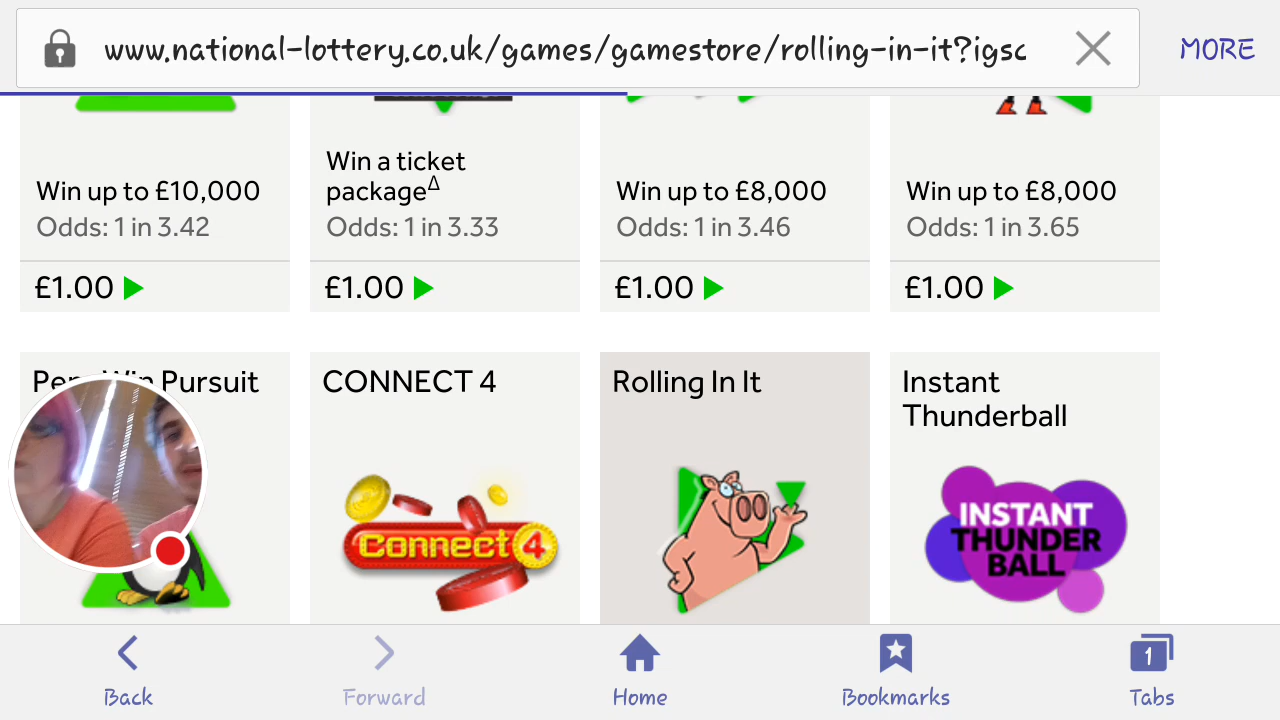 www.national-lottery.co.uk/games/gamestore/rolling-in-it?igsc
MORE
Win up to £10,000
Odds: 1 in 3.42
£1.00
Win a ticket
package∆
Odds: 1 in 3.33
£1.00
Win up to £8,000
Odds: 1 in 3.46
£1.00
Win up to £8,000
Odds: 1 in 3.65
£1.00
Win Pursuit
CONNECT 4
Connect 4
Rolling In It
Instant
Thunderball
INSTANT
THUNDER
BALL
Back
Forward
Home
Bookmarks
1
Tabs